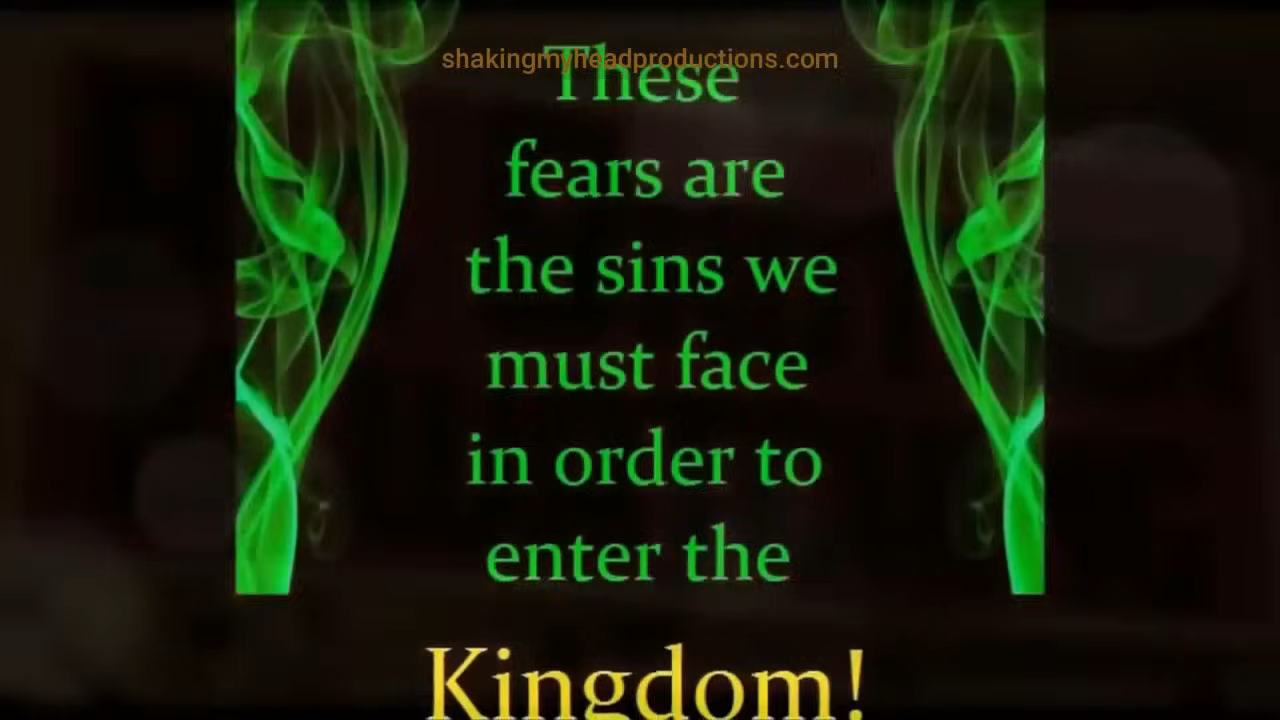 shakingmyheadproductions.com
These
fears are
the sins we
must face
in order to
enter the
Kingdom!